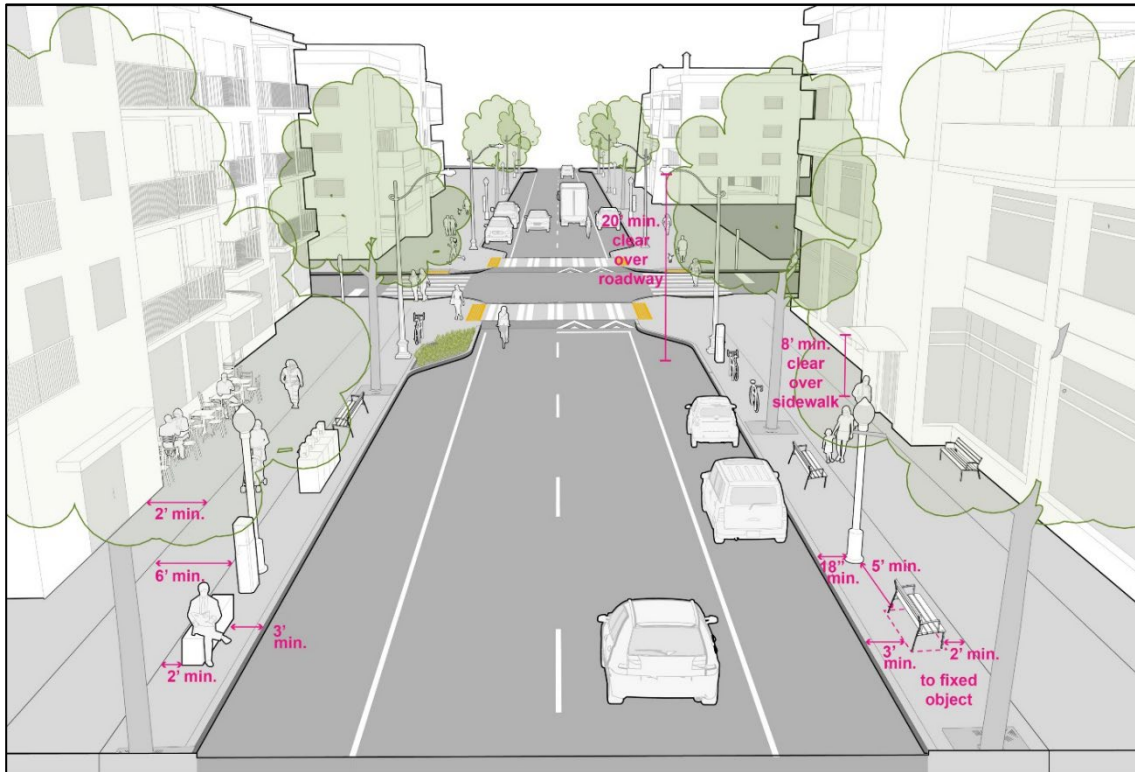 20' min.
clear
over
roadway
8' min.
clear
over
sidewalk
2' min.
6' min.
3'
min.
2' min.
18"
min.
5' min.
3'
min.
2' min.
to fixed
object